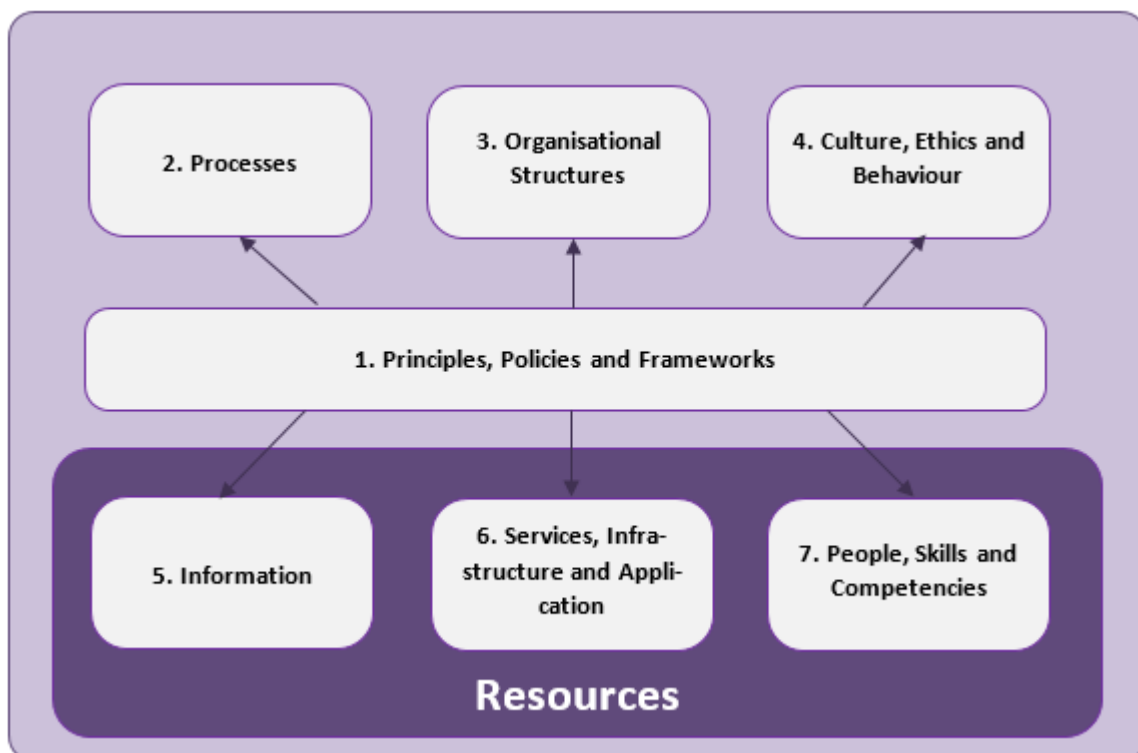 2. Processes
3. Organisational
Structures
4. Culture, Ethics and
Behaviour
1. Principles, Policies and Frameworks
5. Information
6. Services, Infra-
structure and Appli-
cation
7. People, Skills and
Competencies
Resources